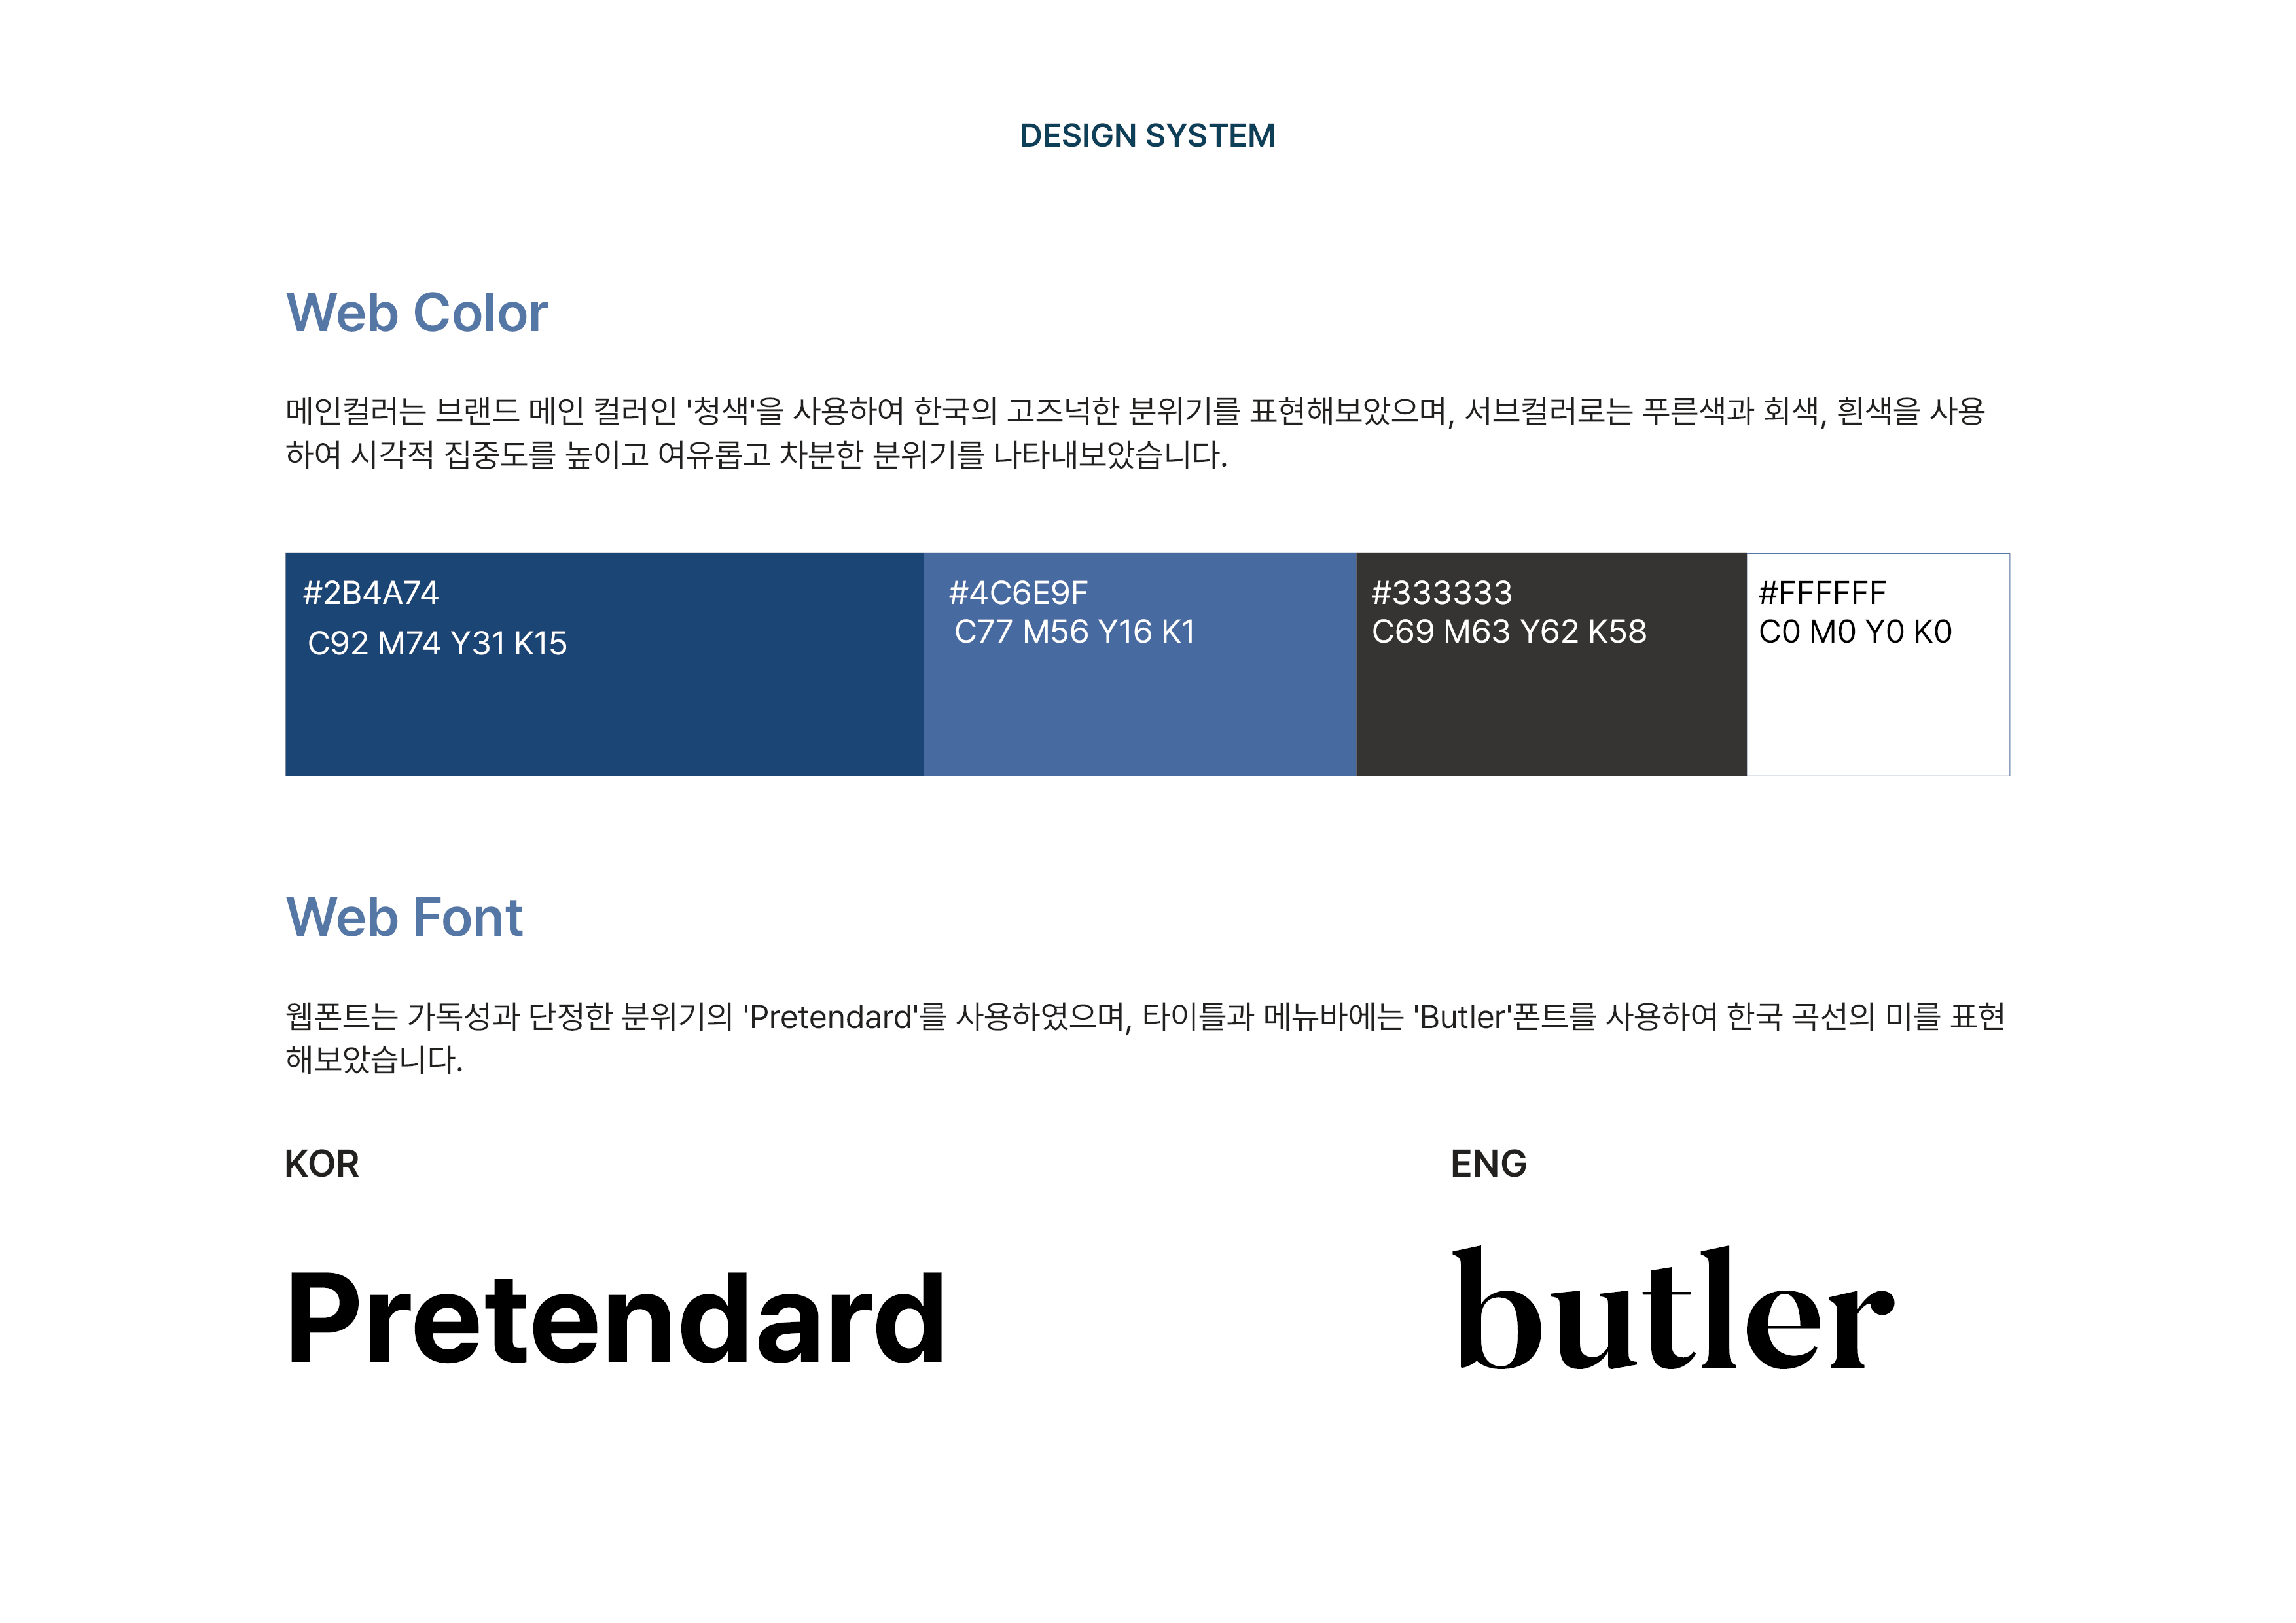 DESIGN SYSTEM
Web Color
메인컬러는 브랜드 메인 컬러인 '청색'을 사용하여 한국의 고즈넉한 분위기를 표현해보았으며, 서브컬러로는 푸른색과 회색, 흰색을 사용
하여 시각적 집중도를 높이고 여유롭고 차분한 분위기를 나타내보았습니다.
#2B4A74
C92 M74 Y31 K15
#4C6E9F
C77 M56 Y16 K1
#333333
C69 M63 Y62 K58
#FFFFFF
C0 M0 Y0 K0
Web Font
웹폰트는 가독성과 단정한 분위기의 'Pretendard'를 사용하였으며, 타이틀과 메뉴바에는 'Butler'폰트를 사용하여 한국 곡선의 미를 표현
해보았습니다.
KOR
Pretendard
ENG
butler